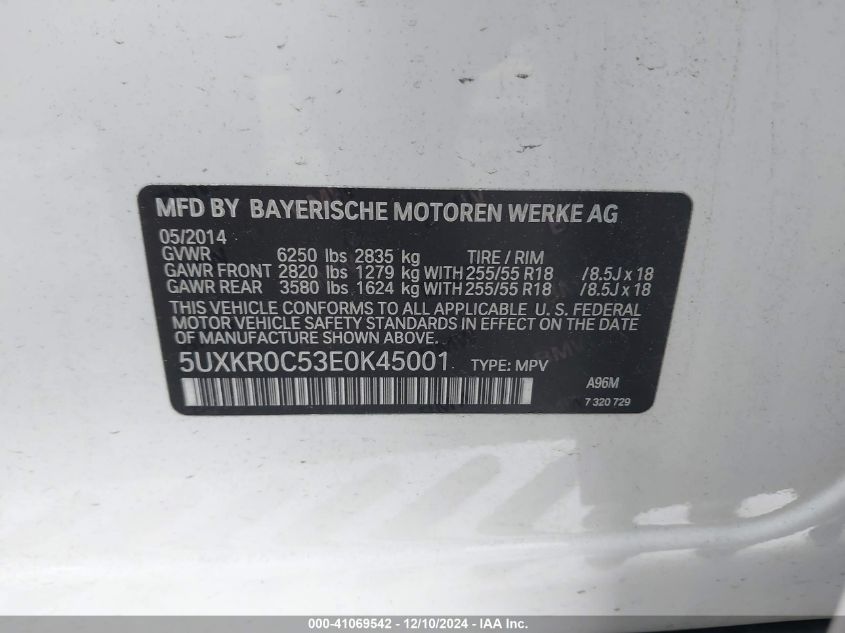 MFD BY BAYERISCHE MOTOREN WERKE AG
05/2014
GVWR 6250 lbs 2835 kg TIRE / RIM
GAWR FRONT 2820 lbs 1279 kg WITH 255/55 R18 /8.5J x 18
GAWR REAR 3580 lbs 1624 kg WITH 255/55 R18 /8.5J x 18
THIS VEHICLE CONFORMS TO ALL APPLICABLE U. S. FEDERAL
MOTOR VEHICLE SAFETY STANDARDS IN EFFECT ON THE DATE
OF MANUFACTURE SHOWN ABOVE.
5UXKR0C53E0K45001 TYPE: MPV
A96M
7 320 729
000-41069542 - 12/10/2024 - IAA Inc.